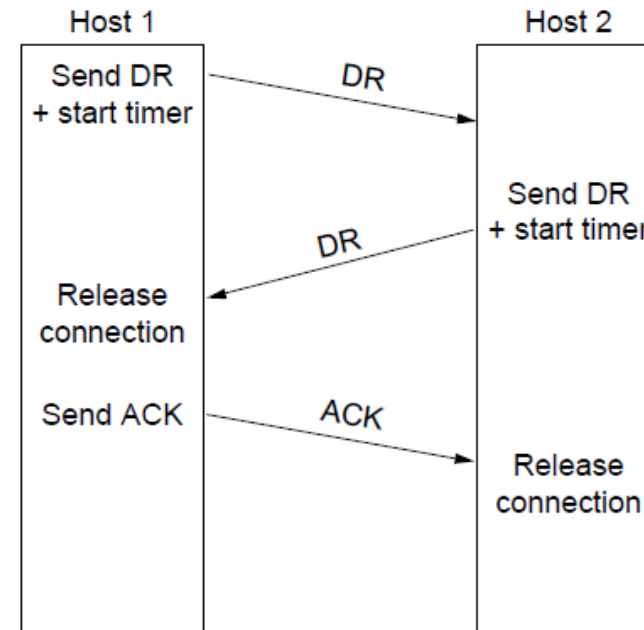 Host 1
Host 2
Send DR
+ start timer
DR
Send DR
+ start timer
DR
Release
connection
Send ACK
ACK
Release
connection